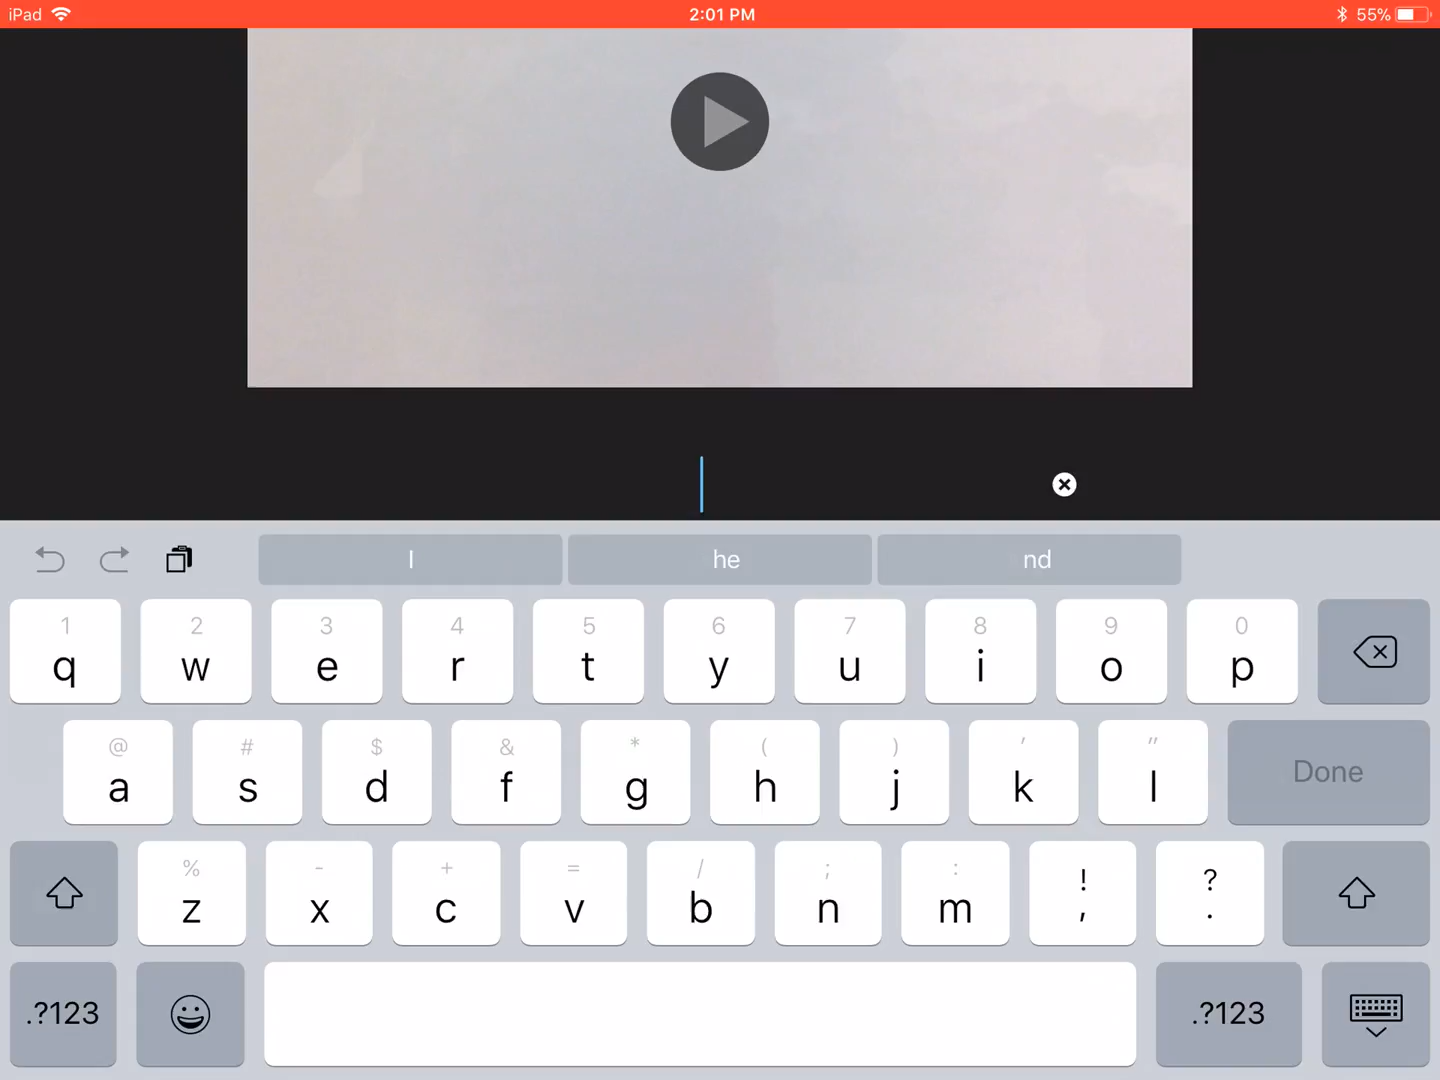 iPad 2:01 PM 55%
I he nd
1 2 3 4 5 6 7 8 9 0
q w e r t y u i o p
@ # $ & * ( ) ' "
a s d f g h j k l Done
% - + = / ; : ! ?
z x c v b n m , .
.?123 .?123